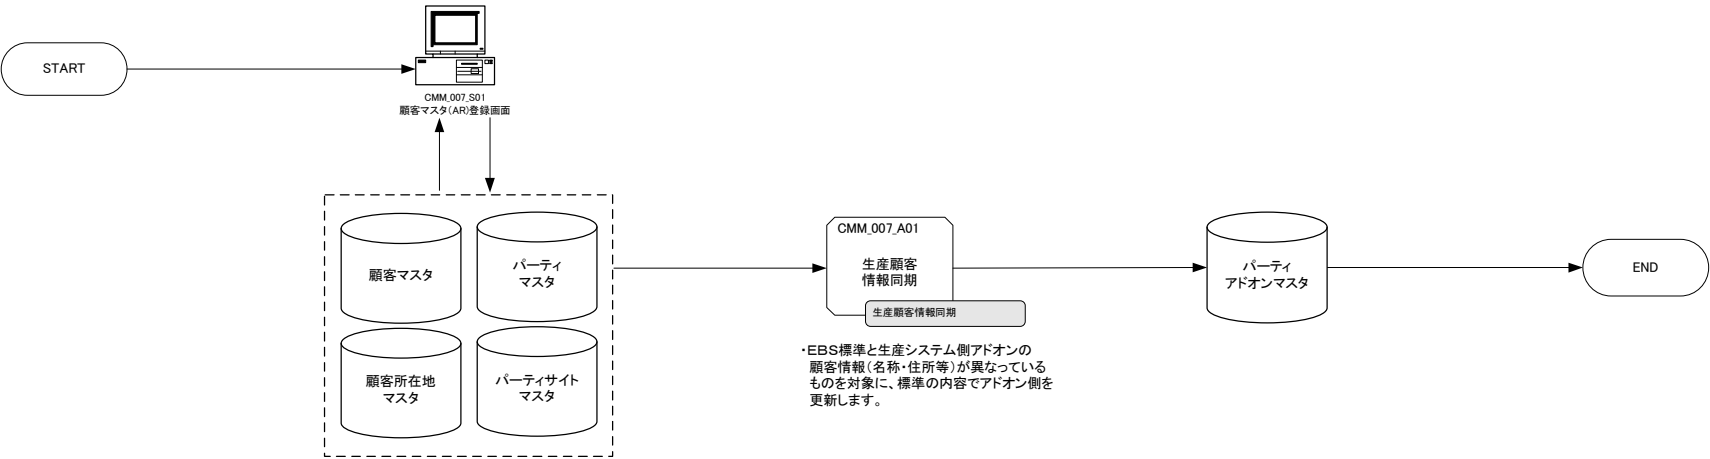 START
CMM_007_S01
顧客マスタ(AR)登録画面
顧客マスタ
パーティ
マスタ
顧客所在地
マスタ
パーティサイト
マスタ
CMM_007_A01
生産顧客
情報同期
生産顧客情報同期
・EBS標準と生産システム側アドオンの
顧客情報(名称・住所等)が異なっている
ものを対象に、標準の内容でアドオン側を
更新します。
パーティ
アドオンマスタ
END